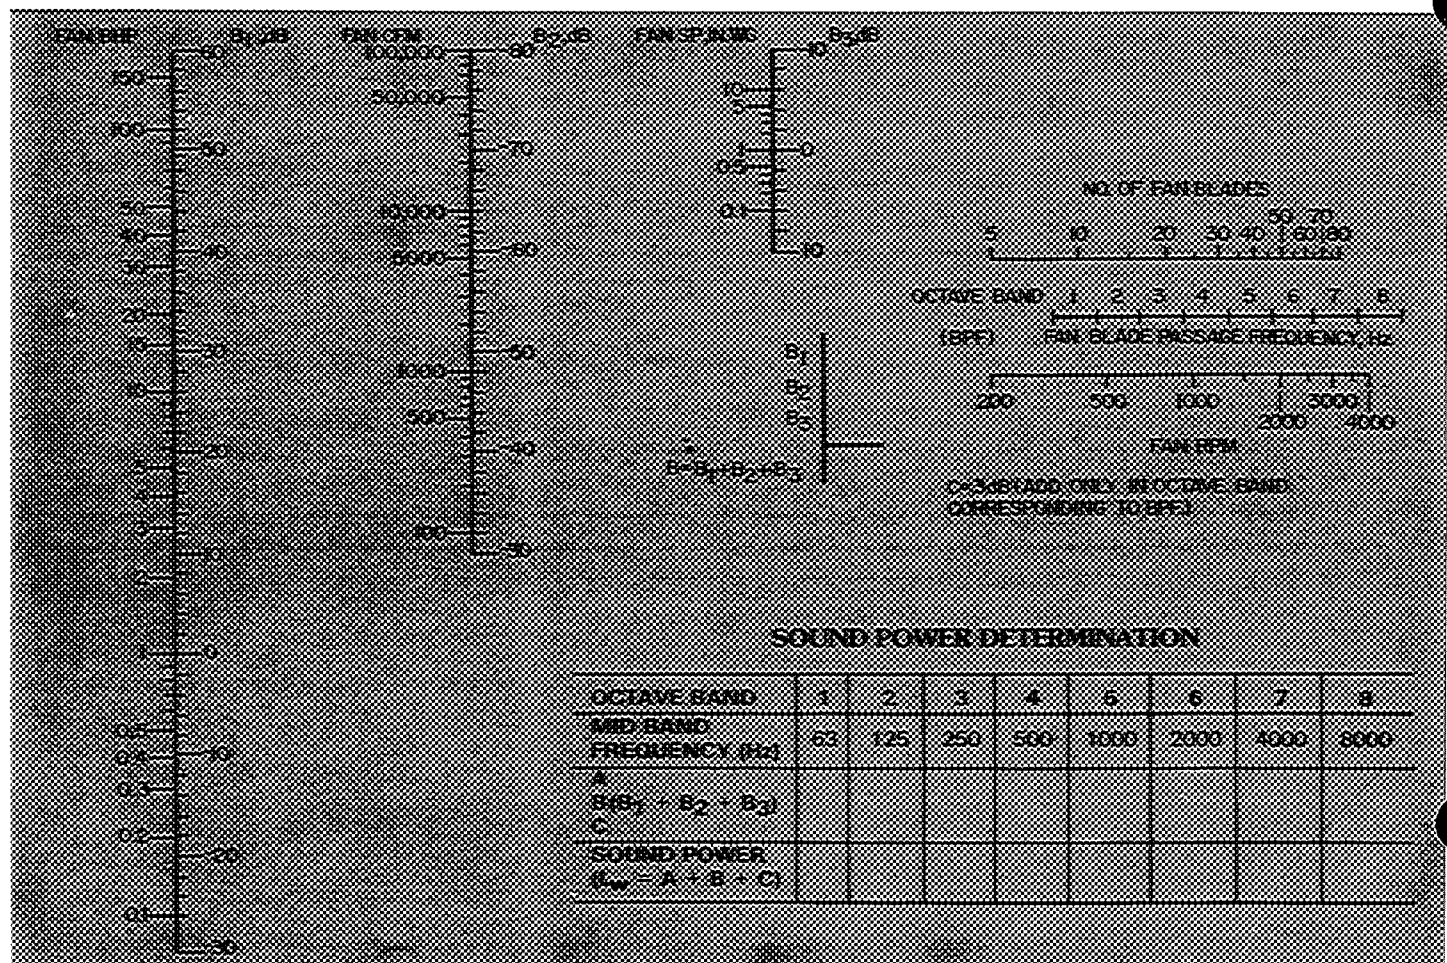 FAN BHP B₁, dB
60
150
100
50
50
40
40
30
20
15
30
10
20
5
4
3
10
2
1 0
0.5
0.4
10
0.3
0.2
20
0.1
30
FAN CFM B₂, dB
100,000 -80
50,000
-70
10,000
-60
5000
-50
1000
500
-40
100
-30
FAN SP, IN.WG B₃, dB
10
10
5
1 0
0.5
0.1
10
B₁
B₂
B₃
B=B₁+B₂+B₃
NO. OF FAN BLADES
50 70
5 10 20 30 40 60 80
OCTAVE BAND 1 2 3 4 5 6 7 8
(BPF) FAN BLADE PASSAGE FREQUENCY, Hz
200 500 1000 3000
2000 4000
FAN RPM
C=3dB (ADD ONLY IN OCTAVE BAND
CORRESPONDING TO BPF)
SOUND POWER DETERMINATION
OCTAVE BAND 1 2 3 4 5 6 7 8
MID BAND
FREQUENCY (Hz) 63 125 250 500 1000 2000 4000 8000
A
B(B₁ + B₂ + B₃)
C
SOUND POWER
(Lw = A + B + C)